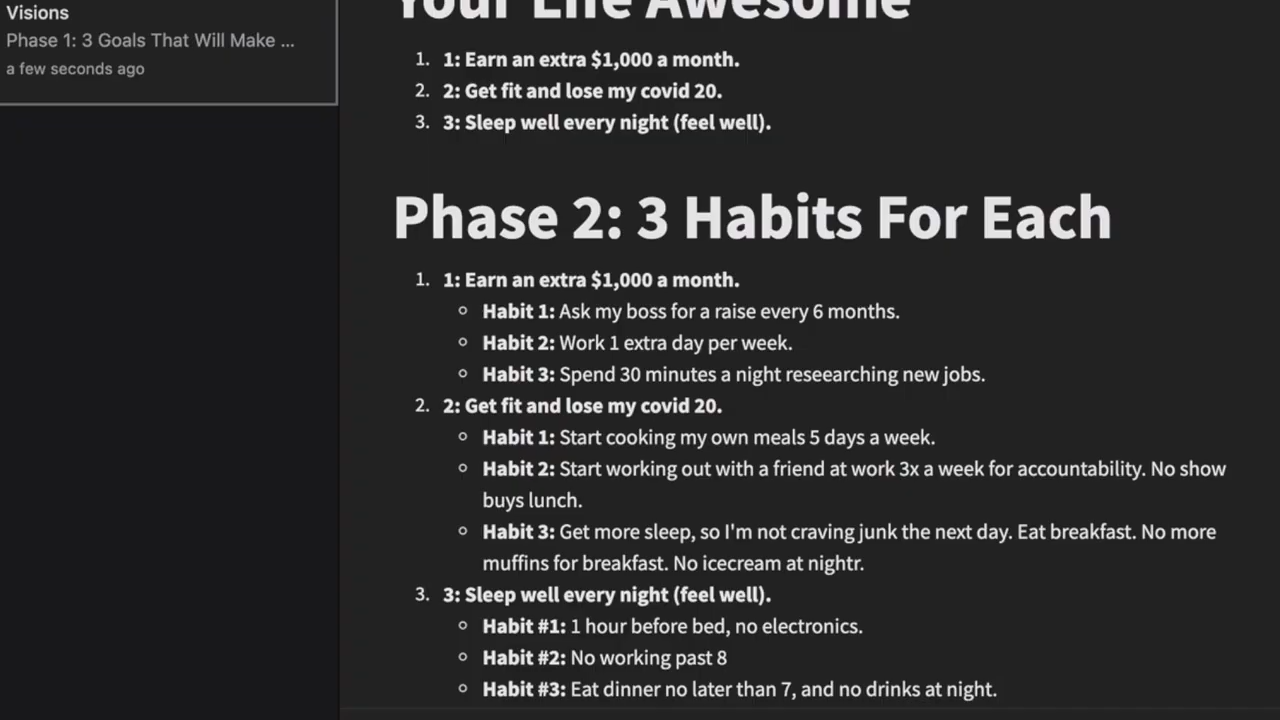 Visions
Phase 1: 3 Goals That Will Make ...
a few seconds ago
Your Life Awesome
1. 1: Earn an extra $1,000 a month.
2. 2: Get fit and lose my covid 20.
3. 3: Sleep well every night (feel well).
Phase 2: 3 Habits For Each
1. 1: Earn an extra $1,000 a month.
Habit 1: Ask my boss for a raise every 6 months.
Habit 2: Work 1 extra day per week.
Habit 3: Spend 30 minutes a night reseearching new jobs.
2. 2: Get fit and lose my covid 20.
Habit 1: Start cooking my own meals 5 days a week.
Habit 2: Start working out with a friend at work 3x a week for accountability. No show
buys lunch.
Habit 3: Get more sleep, so I'm not craving junk the next day. Eat breakfast. No more
muffins for breakfast. No icecream at nightr.
3. 3: Sleep well every night (feel well).
Habit #1: 1 hour before bed, no electronics.
Habit #2: No working past 8
Habit #3: Eat dinner no later than 7, and no drinks at night.